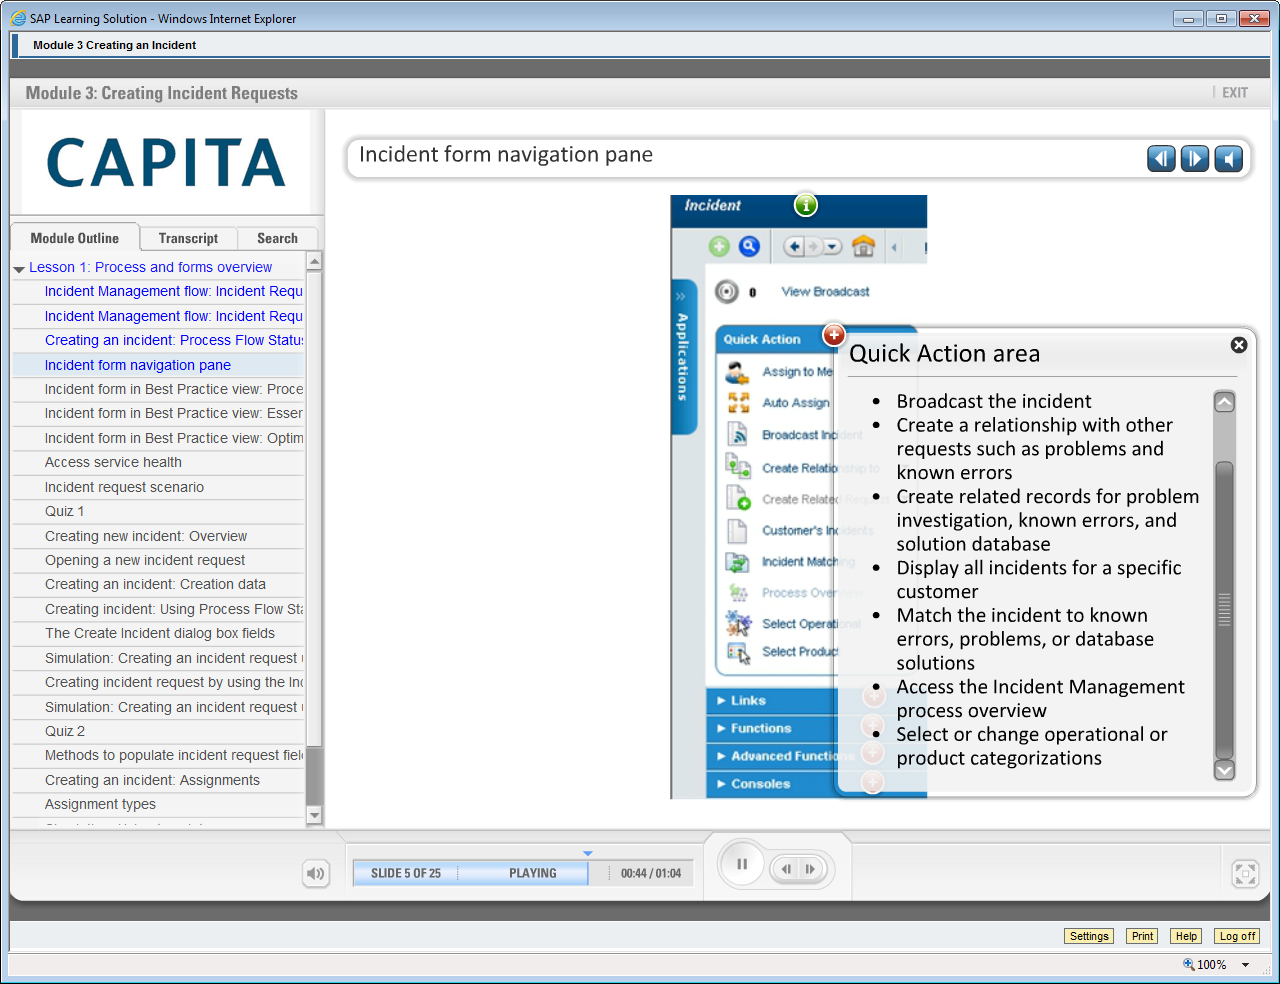 SAP Learning Solution - Windows Internet Explorer
Module 3 Creating an Incident
Module 3: Creating Incident Requests
EXIT
CAPITA
Module Outline
Transcript
Search
Lesson 1: Process and forms overview
Incident Management flow: Incident Requ
Incident Management flow: Incident Requ
Creating an incident: Process Flow Status
Incident form navigation pane
Incident form in Best Practice view: Proce
Incident form in Best Practice view: Esser
Incident form in Best Practice view: Optim
Access service health
Incident request scenario
Quiz 1
Creating new incident: Overview
Opening a new incident request
Creating an incident: Creation data
Creating incident: Using Process Flow Sta
The Create Incident dialog box fields
Simulation: Creating an incident request
Creating incident request by using the Inc
Simulation: Creating an incident request
Quiz 2
Methods to populate incident request fiel
Creating an incident: Assignments
Assignment types
Incident form navigation pane
Incident
0 View Broadcast
Applications
Quick Action
Assign to Me
Auto Assign
Broadcast Incident
Create Relationship to
Create Related
Customer's Incidents
Incident Matching
Process Over
Select Operational
Select Product
Links
Functions
Advanced Functions
Consoles
Quick Action area
• Broadcast the incident
• Create a relationship with other
requests such as problems and
known errors
• Create related records for problem
investigation, known errors, and
solution database
• Display all incidents for a specific
customer
• Match the incident to known
errors, problems, or database
solutions
• Access the Incident Management
process overview
• Select or change operational or
product categorizations
SLIDE 5 OF 25
PLAYING
00:44 / 01:04
Settings
Print
Help
Log off
100%